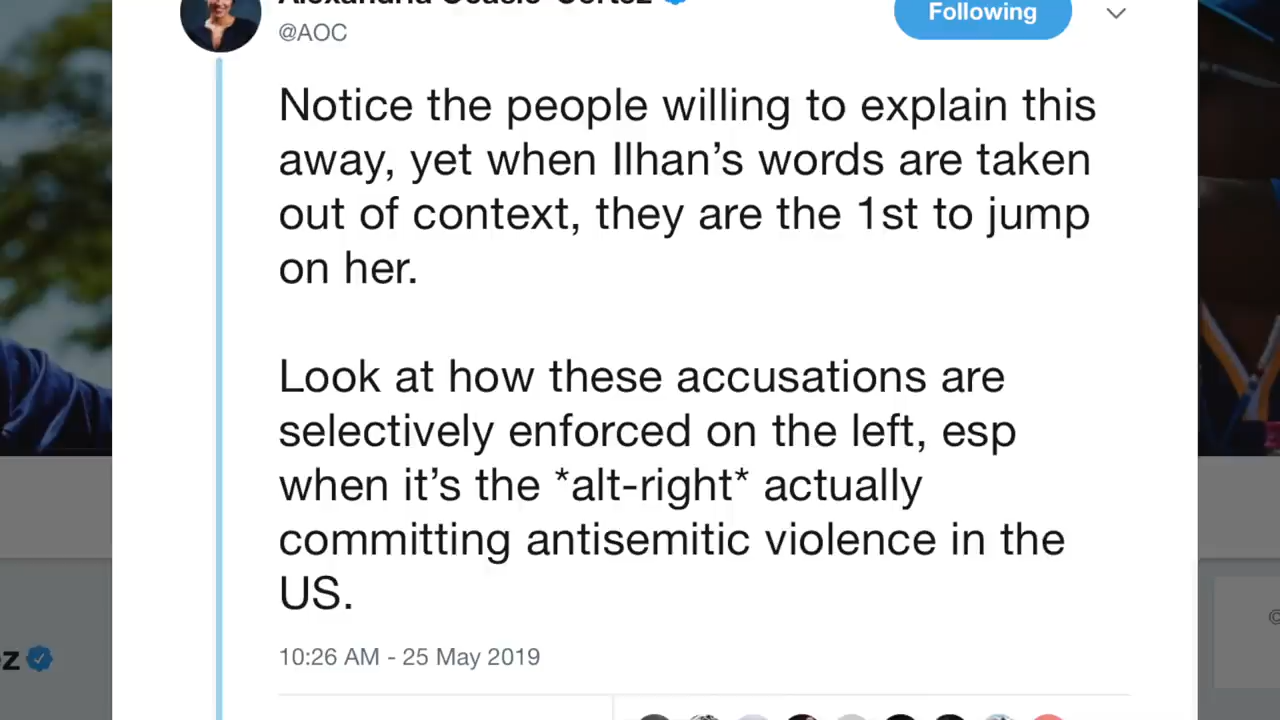 Following
@AOC
Notice the people willing to explain this
away, yet when Ilhan’s words are taken
out of context, they are the 1st to jump
on her.
Look at how these accusations are
selectively enforced on the left, esp
when it’s the *alt-right* actually
committing antisemitic violence in the
US.
10:26 AM - 25 May 2019